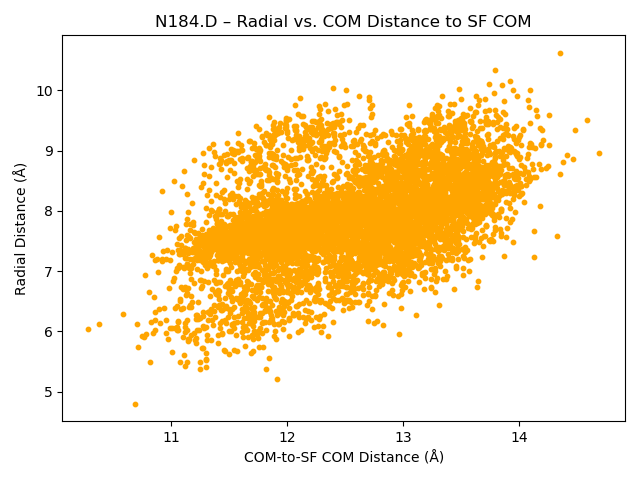 N184.D – Radial vs. COM Distance to SF COM
Radial Distance (Å)
10
9
8
7
6
5
11 12 13 14
COM-to-SF COM Distance (Å)